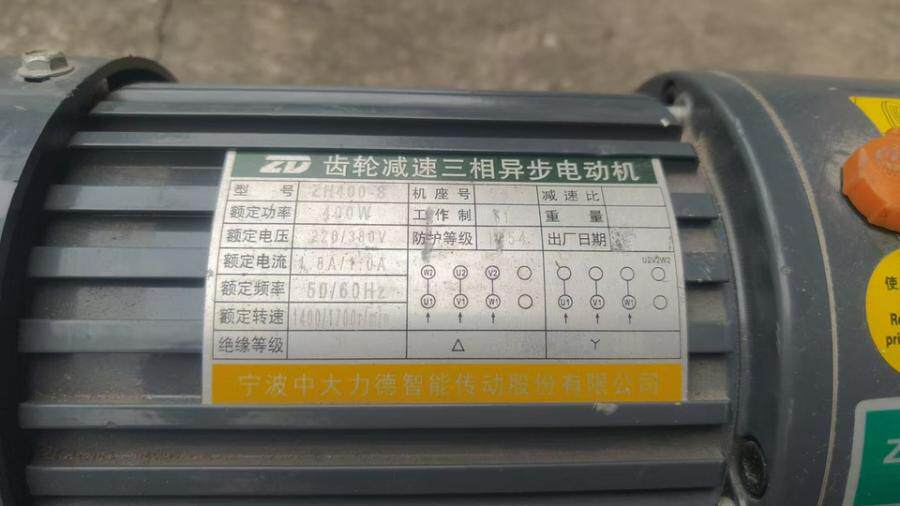 ZD 齿轮减速三相异步电动机
型 号 ZH400-S 机座号 减速比
额定功率 400W 工作制 S1 重 量
额定电压 220/380V 防护等级 IP54 出厂日期
额定电流 1.8A/1.0A
U2V2W2
W2 U2 V2
额定频率 50/60Hz
U1 V1 W1 U1 V1 W1
额定转速 1400/1700r/min
绝缘等级 △ Y
宁波中大力德智能传动股份有限公司
使
Re
pri
Z